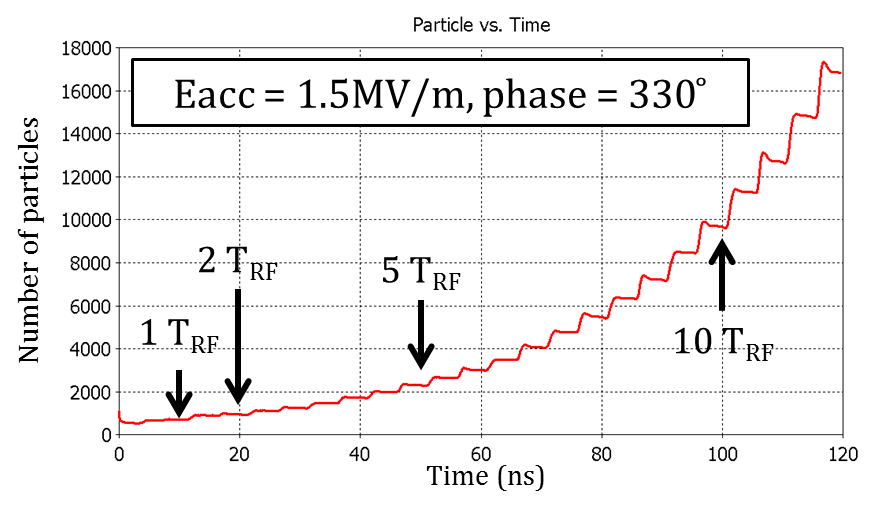 Particle vs. Time
Eacc = 1.5MV/m, phase = 330°
Number of particles
18000
16000
14000
12000
10000
8000
6000
4000
2000
0
1 TRF
2 TRF
5 TRF
10 TRF
0 20 40 60 80 100 120
Time (ns)